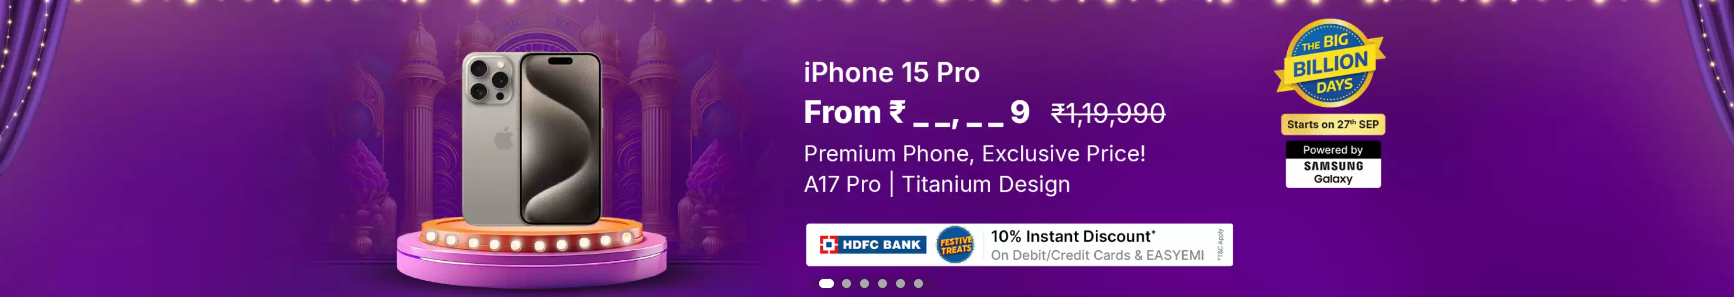 iPhone 15 Pro
From ₹ _ _, _ _ 9 ₹1,19,990
Premium Phone, Exclusive Price!
A17 Pro | Titanium Design
HDFC BANK
FESTIVE
TREATS
10% Instant Discount*
On Debit/Credit Cards & EASYEMI
*T&C Apply
THE BIG
BILLION
DAYS
Starts on 27th SEP
Powered by
SAMSUNG
Galaxy